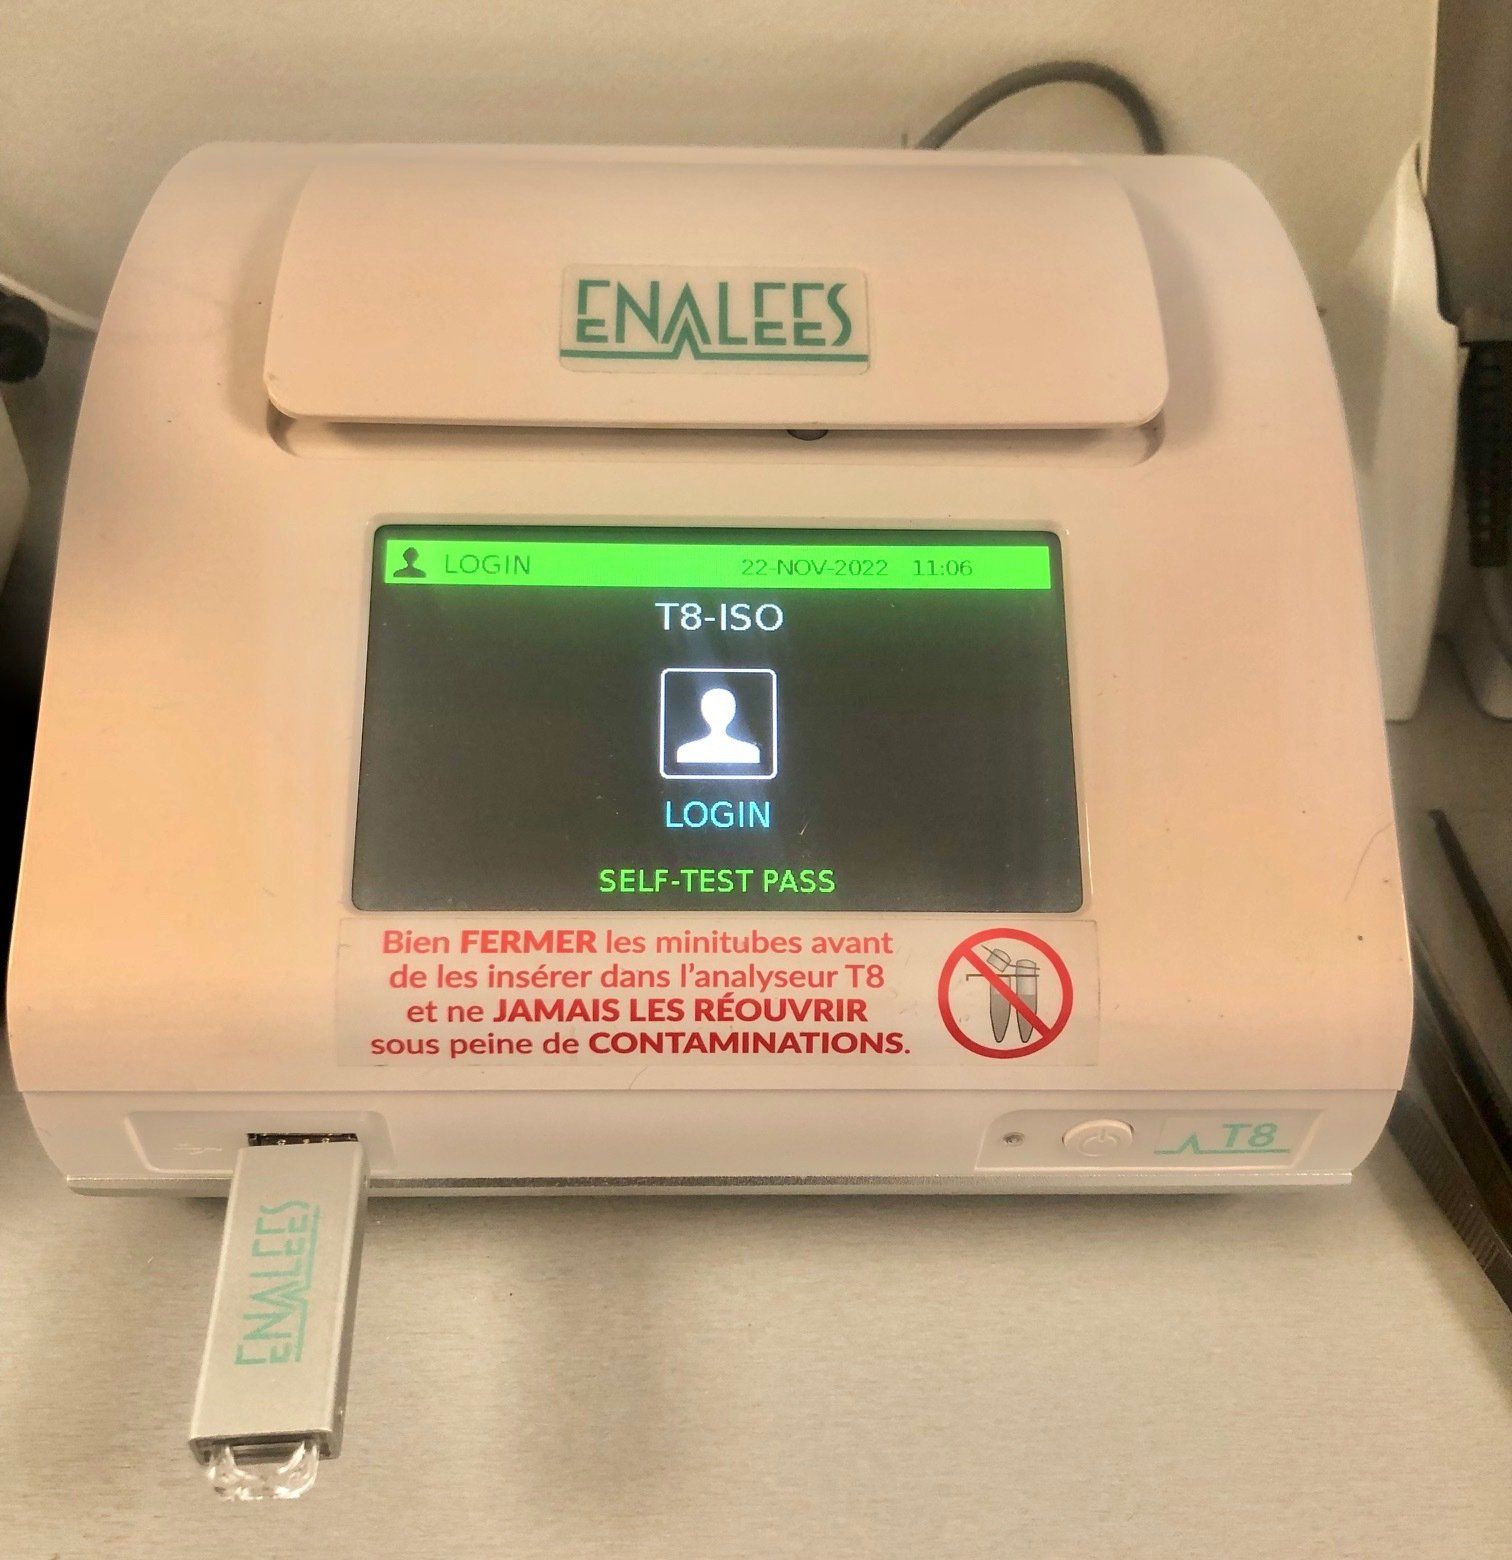 ENALEES
LOGIN 22-NOV-2022 11:06
T8-ISO
LOGIN
SELF-TEST PASS
Bien FERMER les minitubes avant
de les insérer dans l'analyseur T8
et ne JAMAIS LES RÉOUVRIR
sous peine de CONTAMINATIONS.
T8
ENALEES